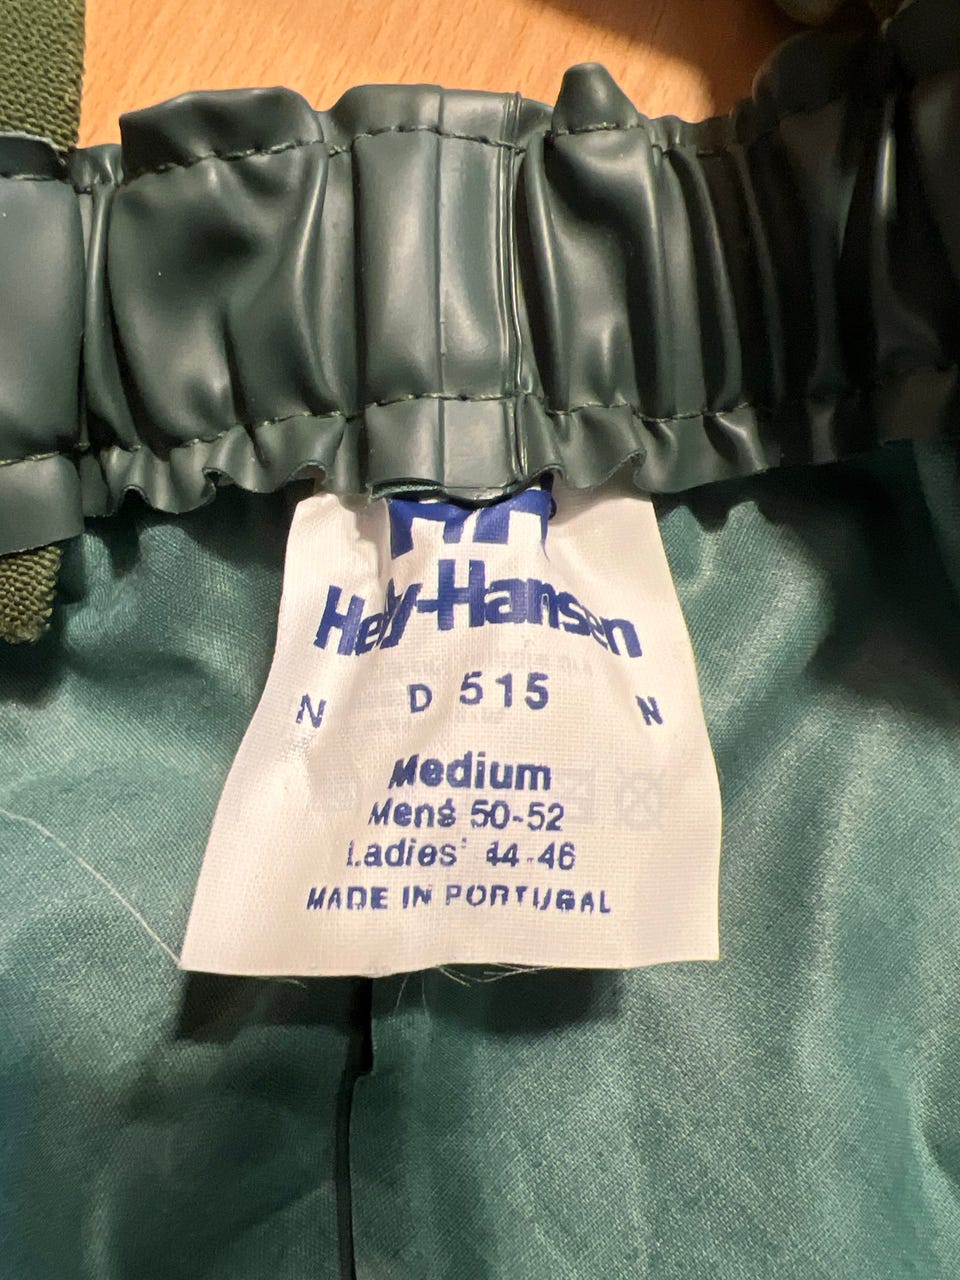 HH
Helly-Hansen
N D 515 N
Medium
Mens 50-52
Ladies' 44-46
MADE IN PORTUGAL